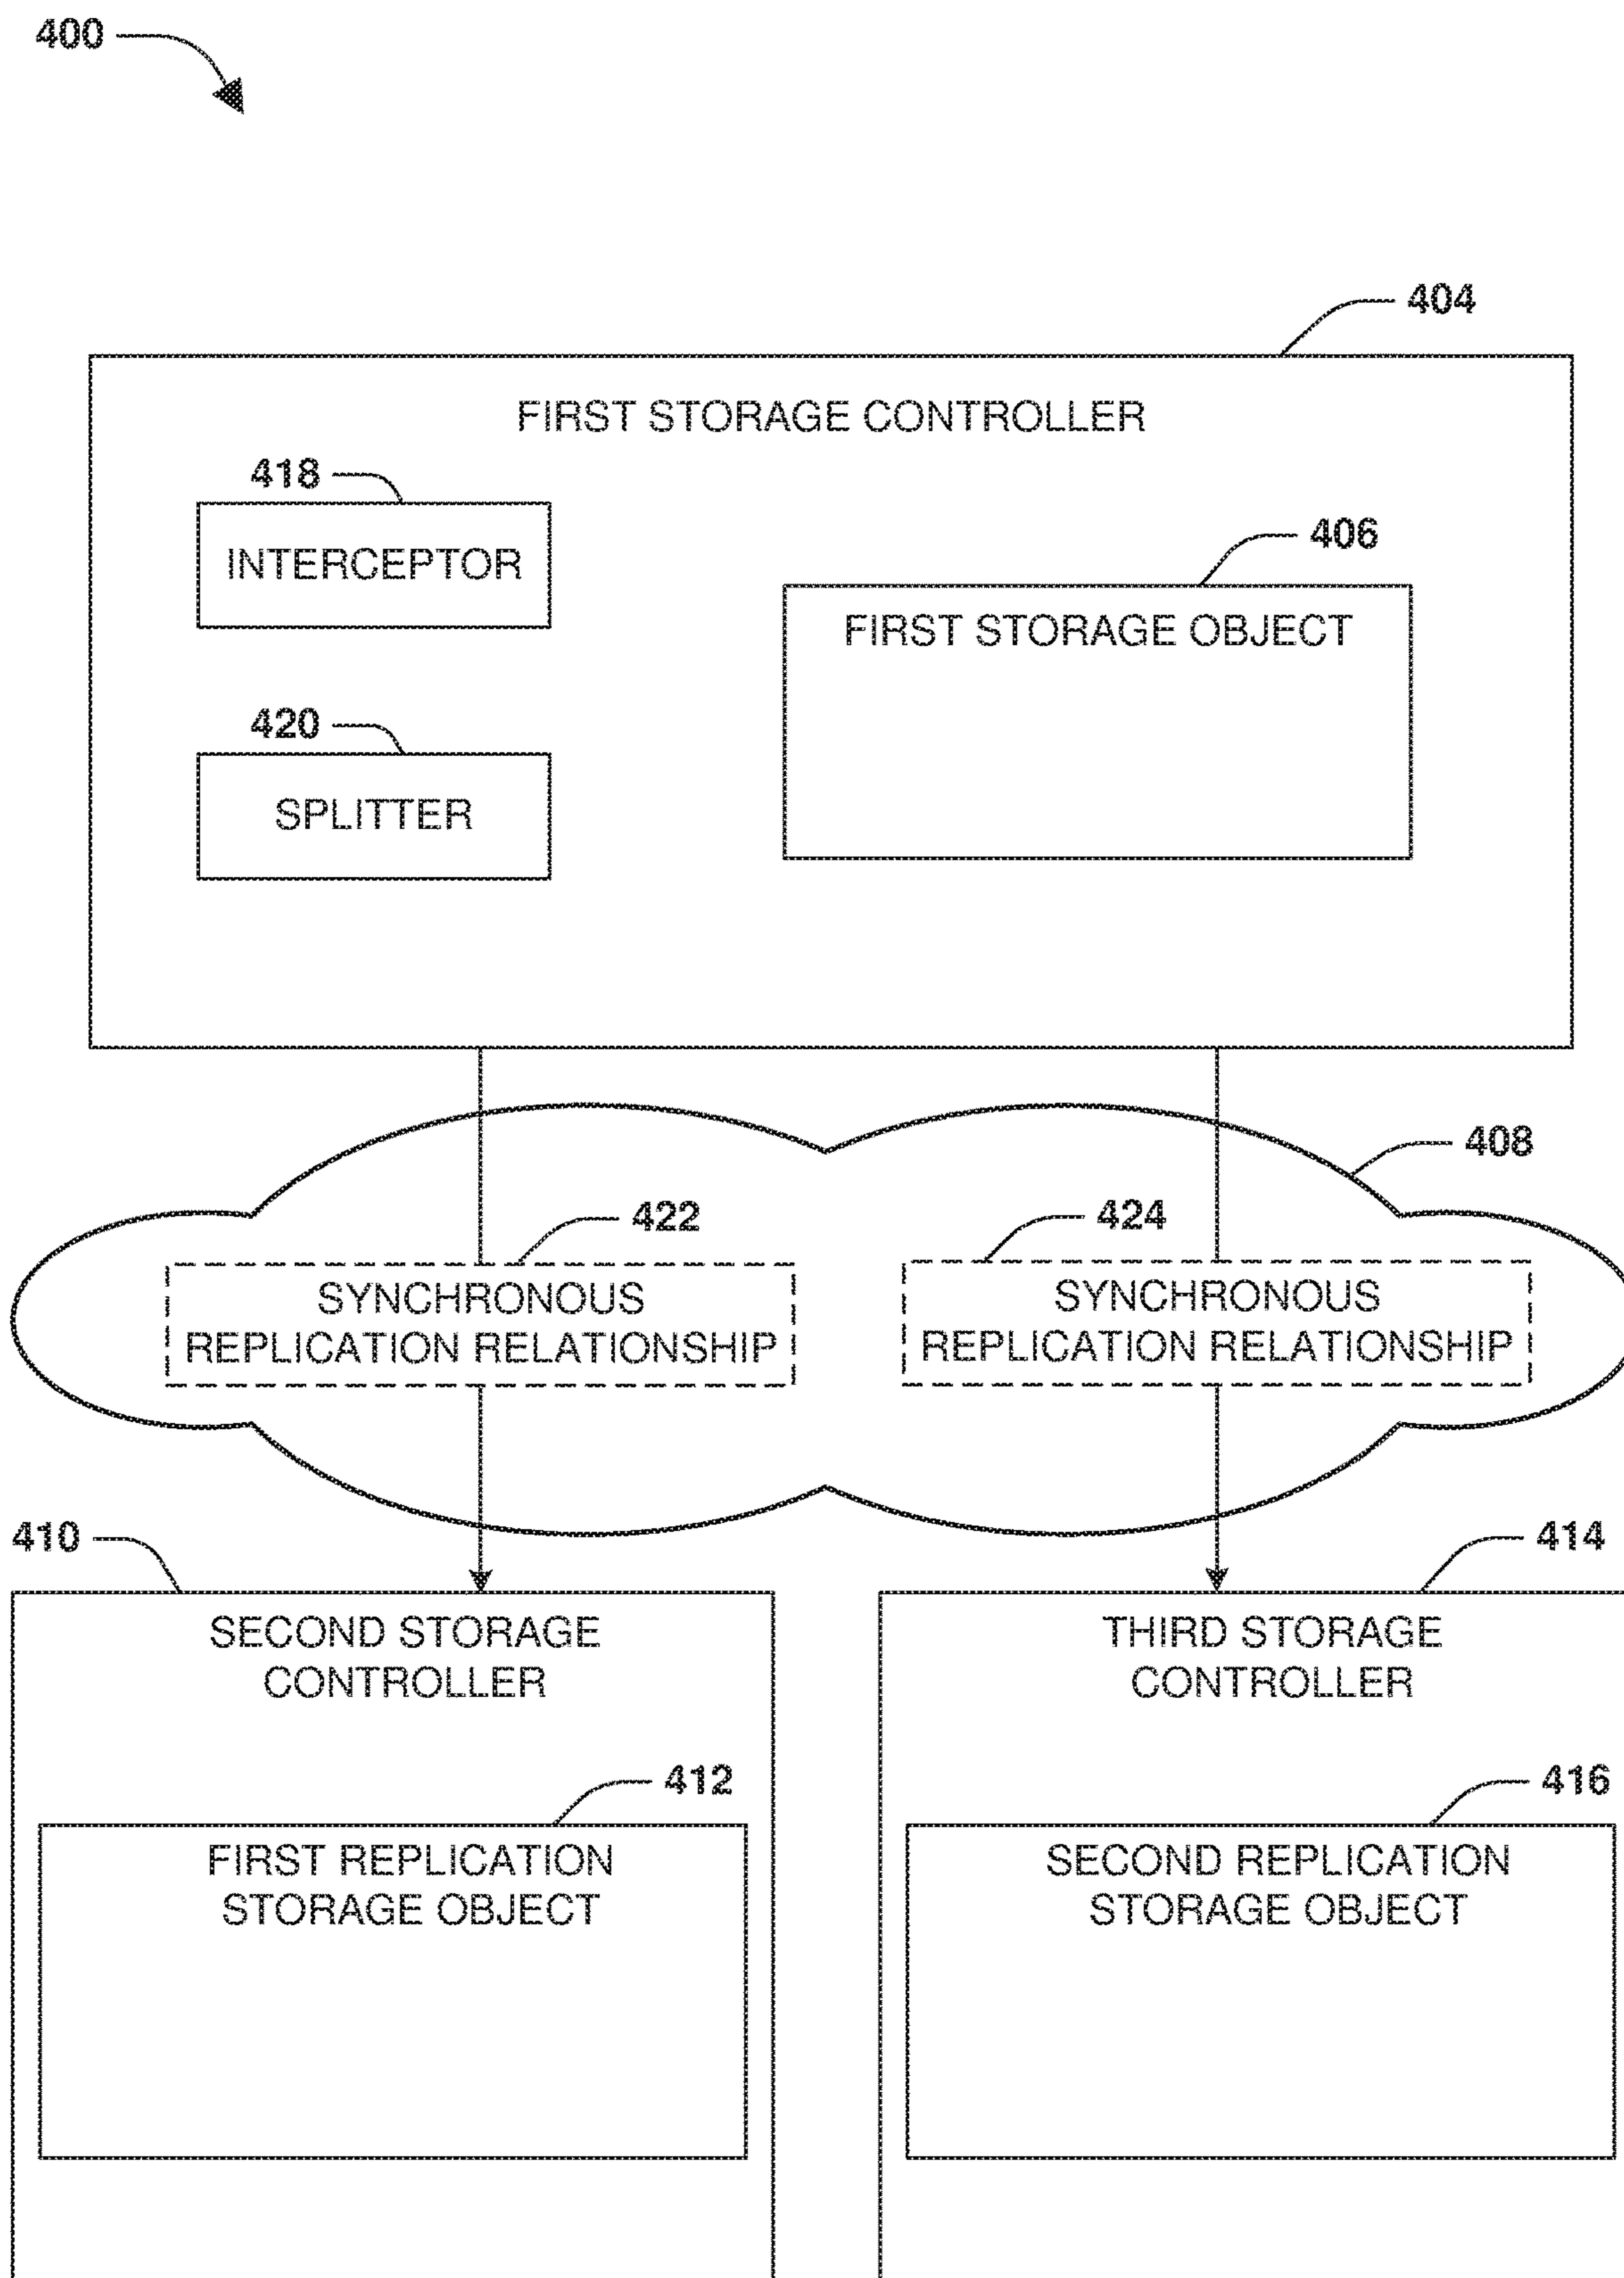 400
404
FIRST STORAGE CONTROLLER
418
INTERCEPTOR
406
FIRST STORAGE OBJECT
420
SPLITTER
408
422
SYNCHRONOUS
REPLICATION RELATIONSHIP
424
SYNCHRONOUS
REPLICATION RELATIONSHIP
410
SECOND STORAGE
CONTROLLER
412
FIRST REPLICATION
STORAGE OBJECT
414
THIRD STORAGE
CONTROLLER
416
SECOND REPLICATION
STORAGE OBJECT